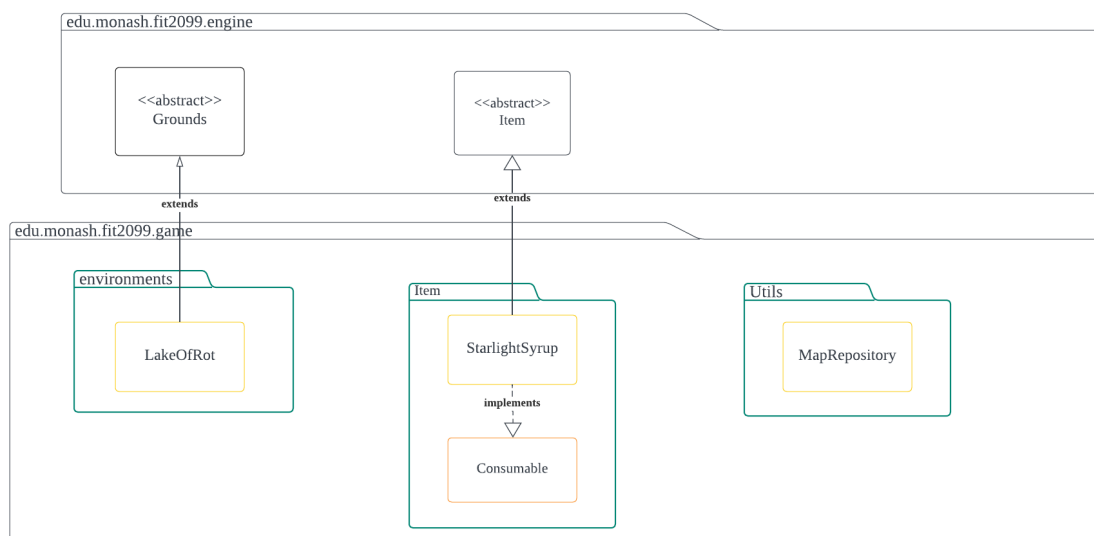 edu.monash.fit2099.engine
<<abstract>>
Grounds
<<abstract>>
Item
extends
extends
edu.monash.fit2099.game
environments
Item
Utils
LakeOfRot
StarlightSyrup
MapRepository
implements
Consumable